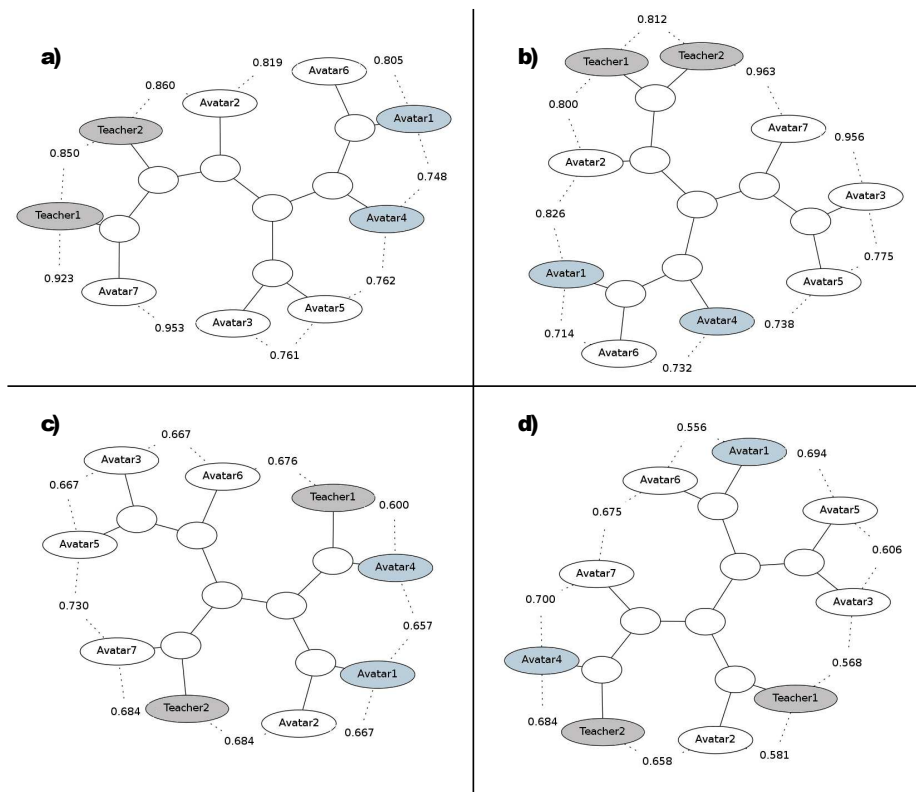 a)
Avatar6
0.805
0.819
0.860
Avatar2
Avatar1
Teacher2
0.850
0.748
Teacher1
Avatar4
0.923
0.762
Avatar7
Avatar5
0.953
Avatar3
0.761
b)
0.812
Teacher1
Teacher2
0.963
0.800
Avatar7
0.956
Avatar2
Avatar3
0.826
0.775
Avatar1
Avatar5
0.714
Avatar4
0.738
Avatar6
0.732
c)
0.667
Avatar3
0.676
Avatar6
0.667
Teacher1
0.600
Avatar5
Avatar4
0.730
0.657
Avatar7
Avatar1
0.684
Teacher2
Avatar2
0.684
0.667
d)
0.556
Avatar1
0.694
Avatar6
0.675
Avatar5
0.606
Avatar7
0.700
Avatar3
Avatar4
0.568
Teacher1
0.684
Teacher2
Avatar2
0.658
0.581